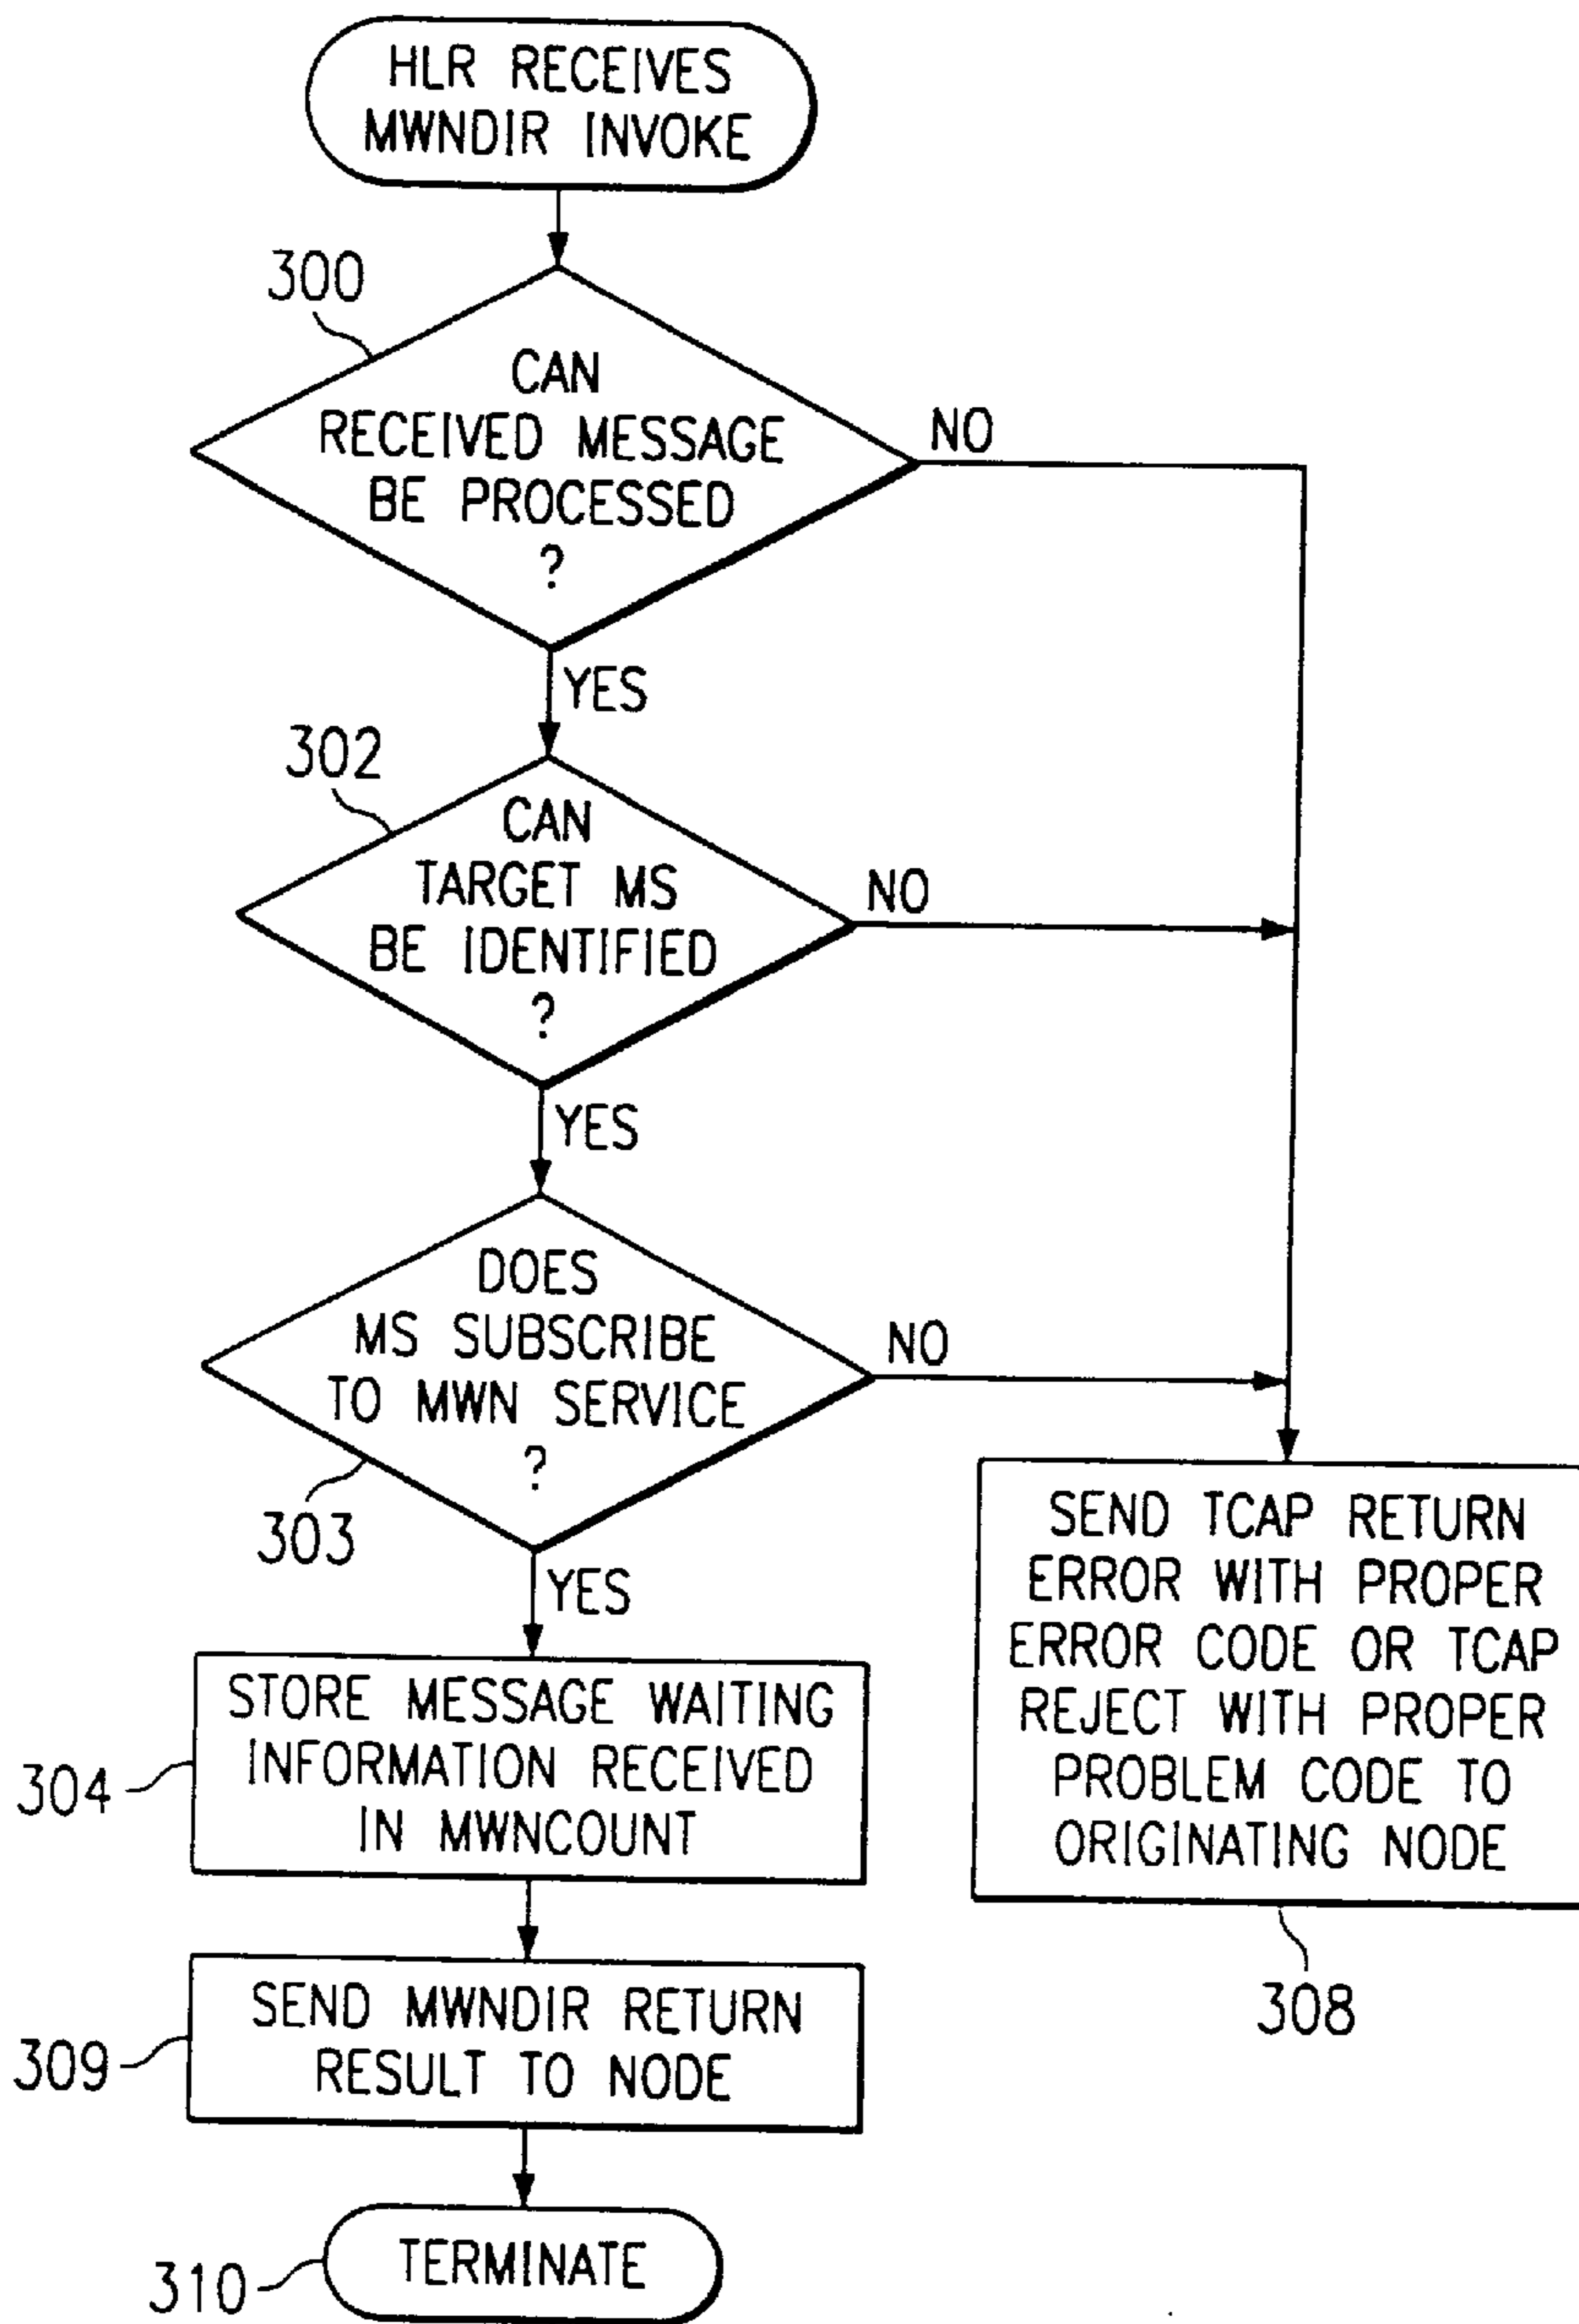 HLR RECEIVES
MWNDIR INVOKE
300
CAN
RECEIVED MESSAGE
BE PROCESSED
?
NO
YES
302
CAN
TARGET MS
BE IDENTIFIED
?
NO
YES
DOES
MS SUBSCRIBE
TO MWN SERVICE
?
NO
303
YES
SEND TCAP RETURN
ERROR WITH PROPER
ERROR CODE OR TCAP
REJECT WITH PROPER
PROBLEM CODE TO
ORIGINATING NODE
308
STORE MESSAGE WAITING
INFORMATION RECEIVED
IN MWNCOUNT
304
SEND MWNDIR RETURN
RESULT TO NODE
309
TERMINATE
310